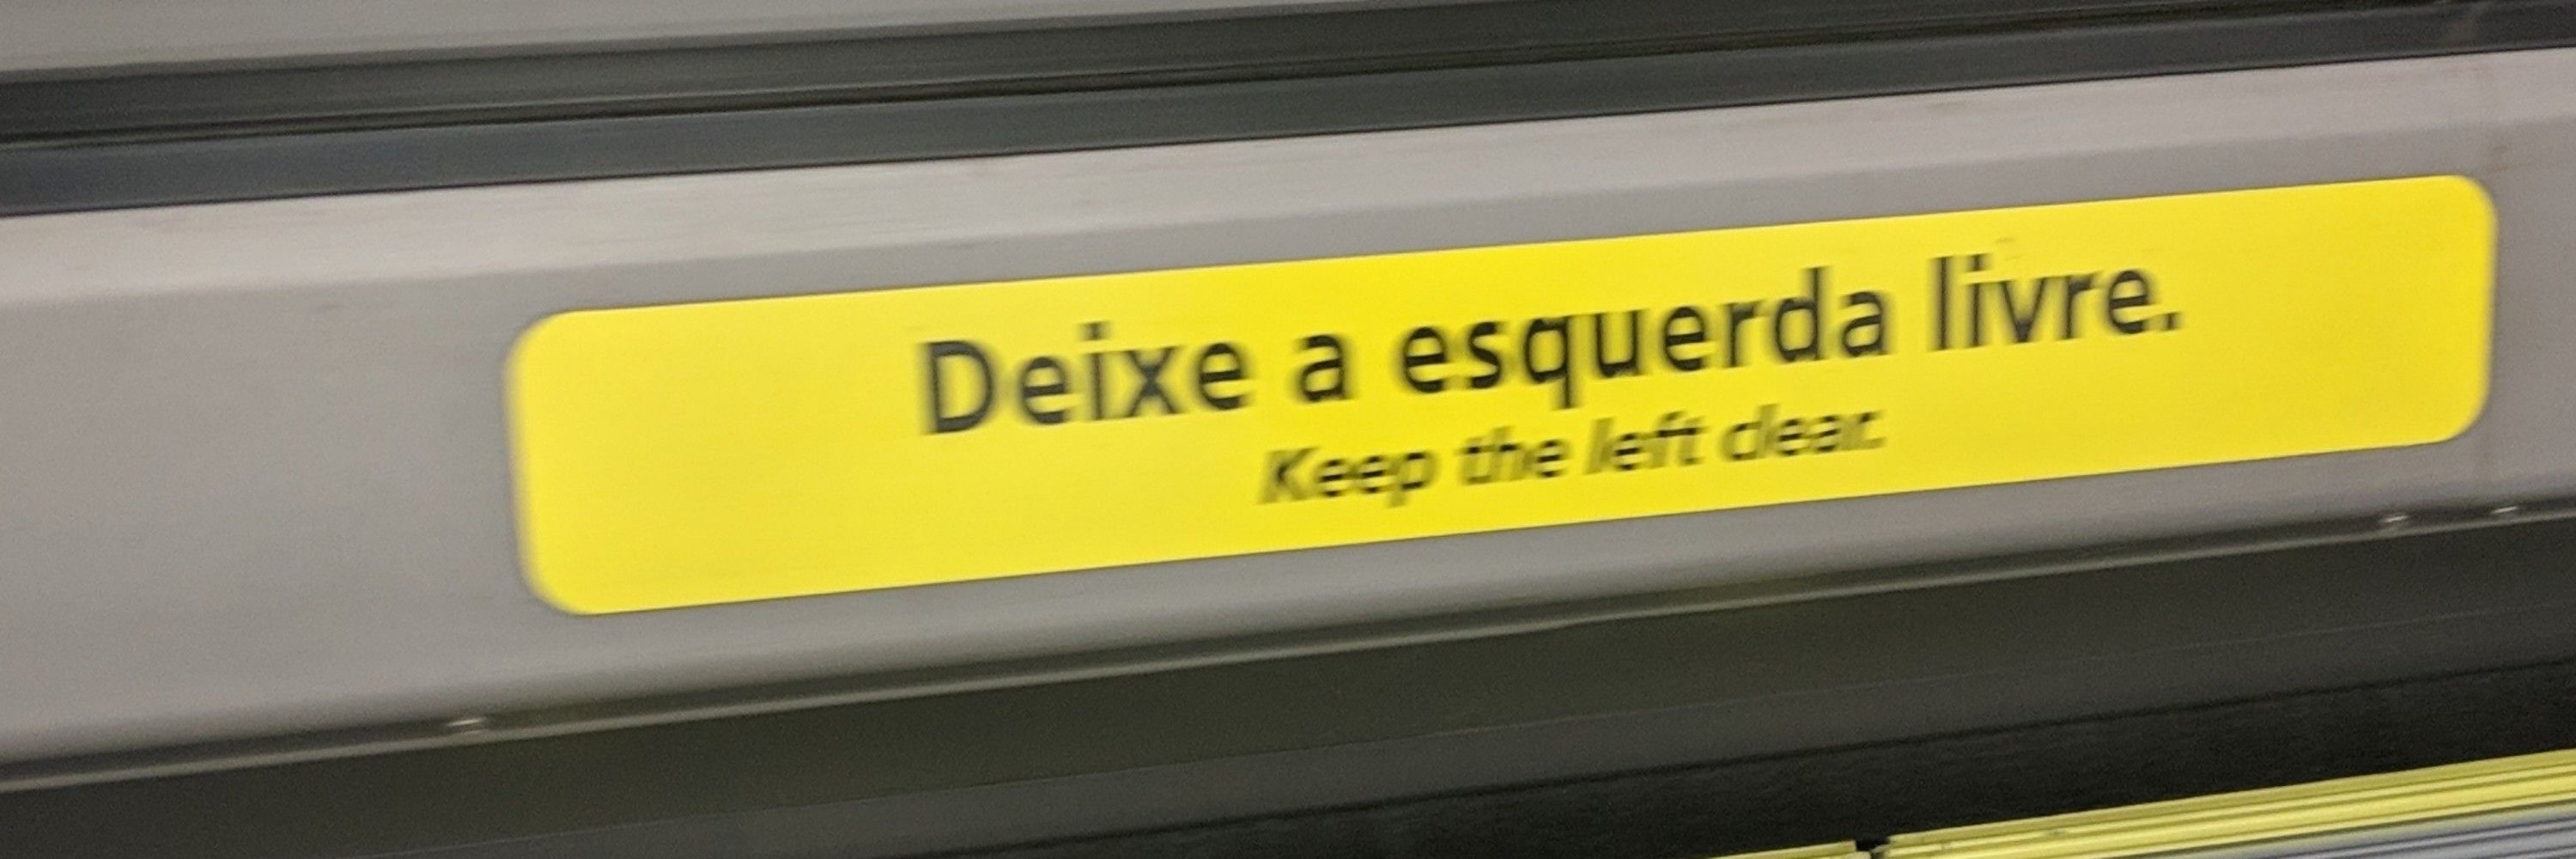 Deixe a esquerda livre.
Keep the left clear.